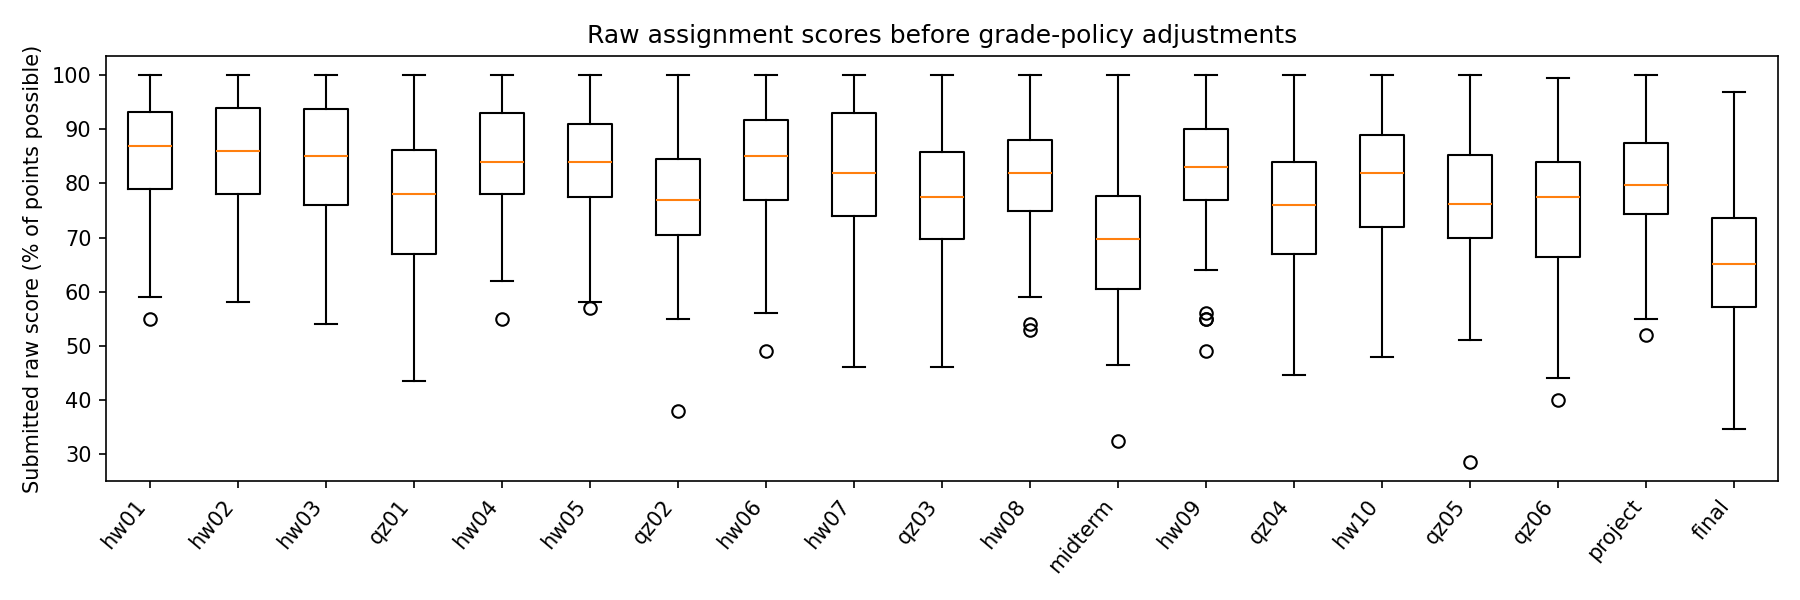 Raw assignment scores before grade-policy adjustments
Submitted raw score (% of points possible)
100
90
80
70
60
50
40
30
hw01
hw02
hw03
qz01
hw04
hw05
qz02
hw06
hw07
qz03
hw08
midterm
hw09
qz04
hw10
qz05
qz06
project
final